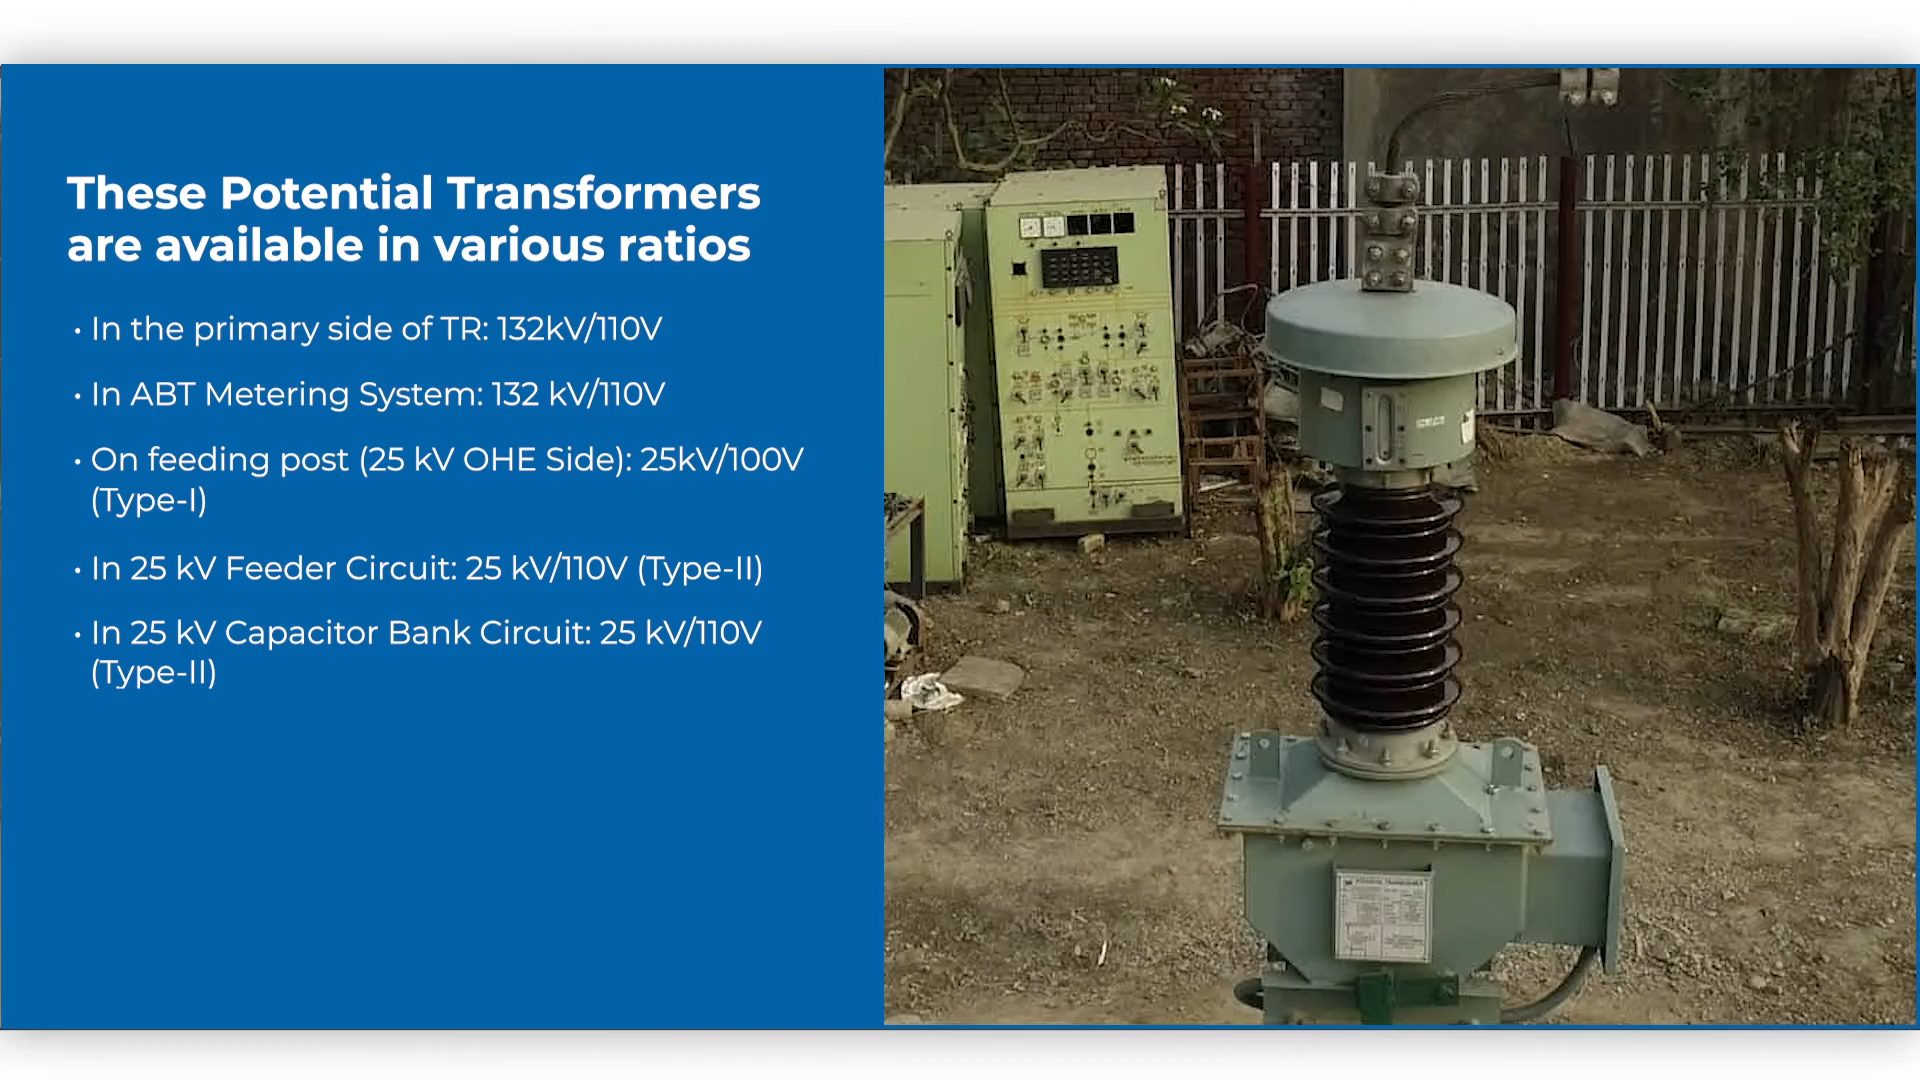 These Potential Transformers
are available in various ratios
• In the primary side of TR: 132kV/110V
• In ABT Metering System: 132 kV/110V
• On feeding post (25 kV OHE Side): 25kV/100V
(Type-I)
• In 25 kV Feeder Circuit: 25 kV/110V (Type-II)
• In 25 kV Capacitor Bank Circuit: 25 kV/110V
(Type-II)
POTENTIAL TRANSFORMER